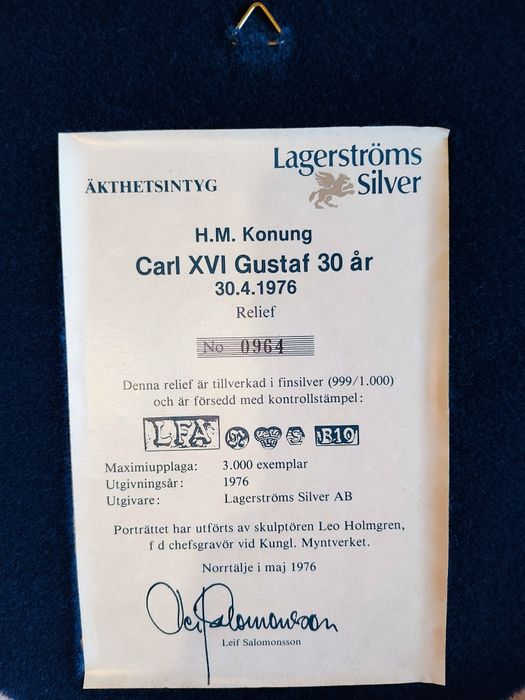 Lagerströms
Silver
ÄKTHETSINTYG
H.M. Konung
Carl XVI Gustaf 30 år
30.4.1976
Relief
No 0964
Denna relief är tillverkad i finsilver (999/1.000)
och är försedd med kontrollstämpel:
LFA S B10
Maximiupplaga: 3.000 exemplar
Utgivningsår: 1976
Utgivare: Lagerströms Silver AB
Porträttet har utförts av skulptören Leo Holmgren,
f d chefsgravör vid Kungl. Myntverket.
Norrtälje i maj 1976
Leif Salomonsson
Leif Salomonsson